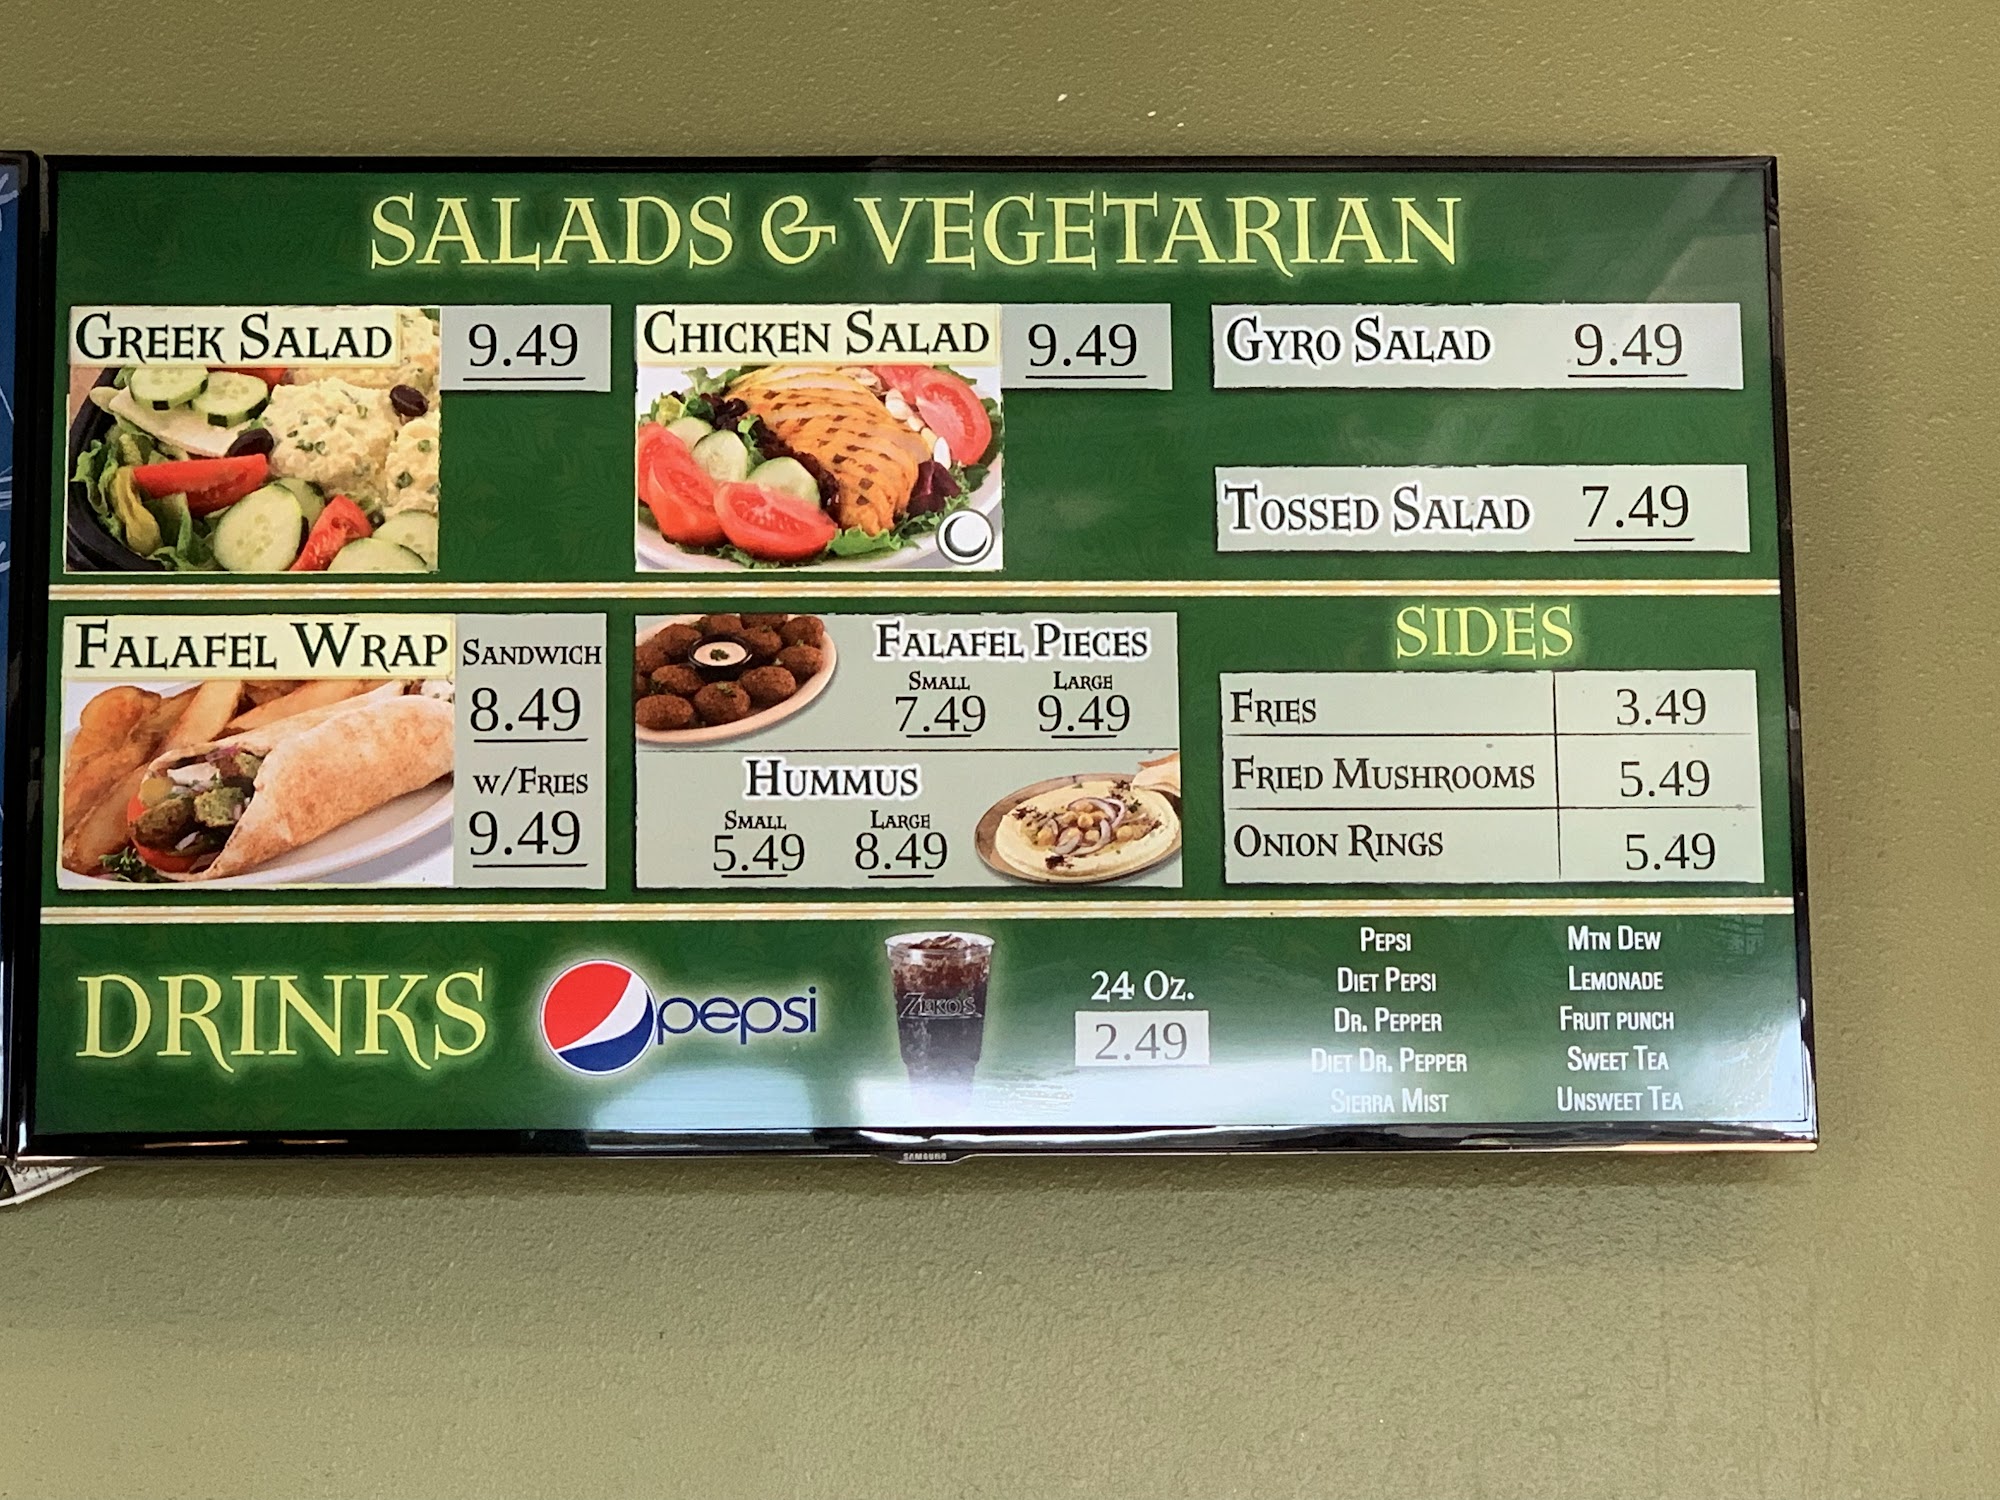 SALADS & VEGETARIAN
GREEK SALAD 9.49
CHICKEN SALAD 9.49
GYRO SALAD 9.49
TOSSED SALAD 7.49
FALAFEL WRAP
SANDWICH
8.49
W/FRIES
9.49
FALAFEL PIECES
SMALL LARGE
7.49 9.49
HUMMUS
SMALL LARGE
5.49 8.49
SIDES
FRIES 3.49
FRIED MUSHROOMS 5.49
ONION RINGS 5.49
DRINKS
pepsi
ZEKO'S
24 OZ.
2.49
PEPSI
DIET PEPSI
DR. PEPPER
DIET DR. PEPPER
SIERRA MIST
MTN DEW
LEMONADE
FRUIT PUNCH
SWEET TEA
UNSWEET TEA
SAMSUNG